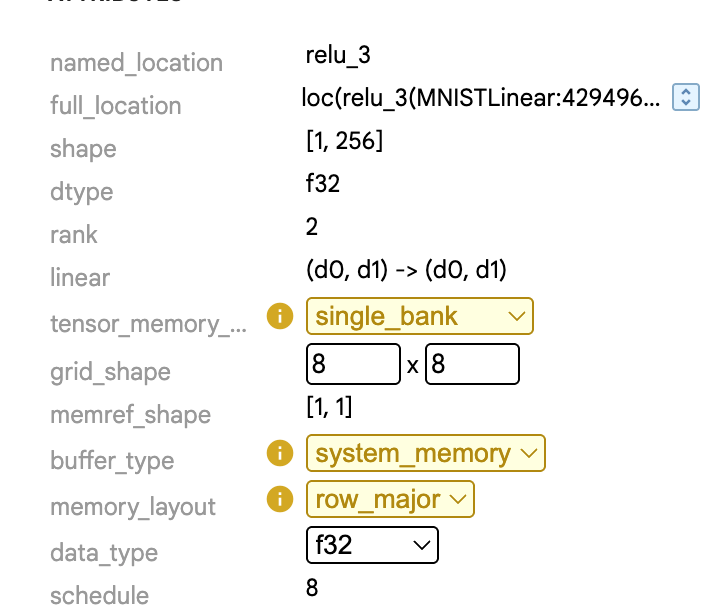 named_location relu_3
full_location loc(relu_3(MNISTLinear:429496...
shape [1, 256]
dtype f32
rank 2
linear (d0, d1) -> (d0, d1)
tensor_memory_... single_bank
grid_shape 8 x 8
memref_shape [1, 1]
buffer_type system_memory
memory_layout row_major
data_type f32
schedule 8